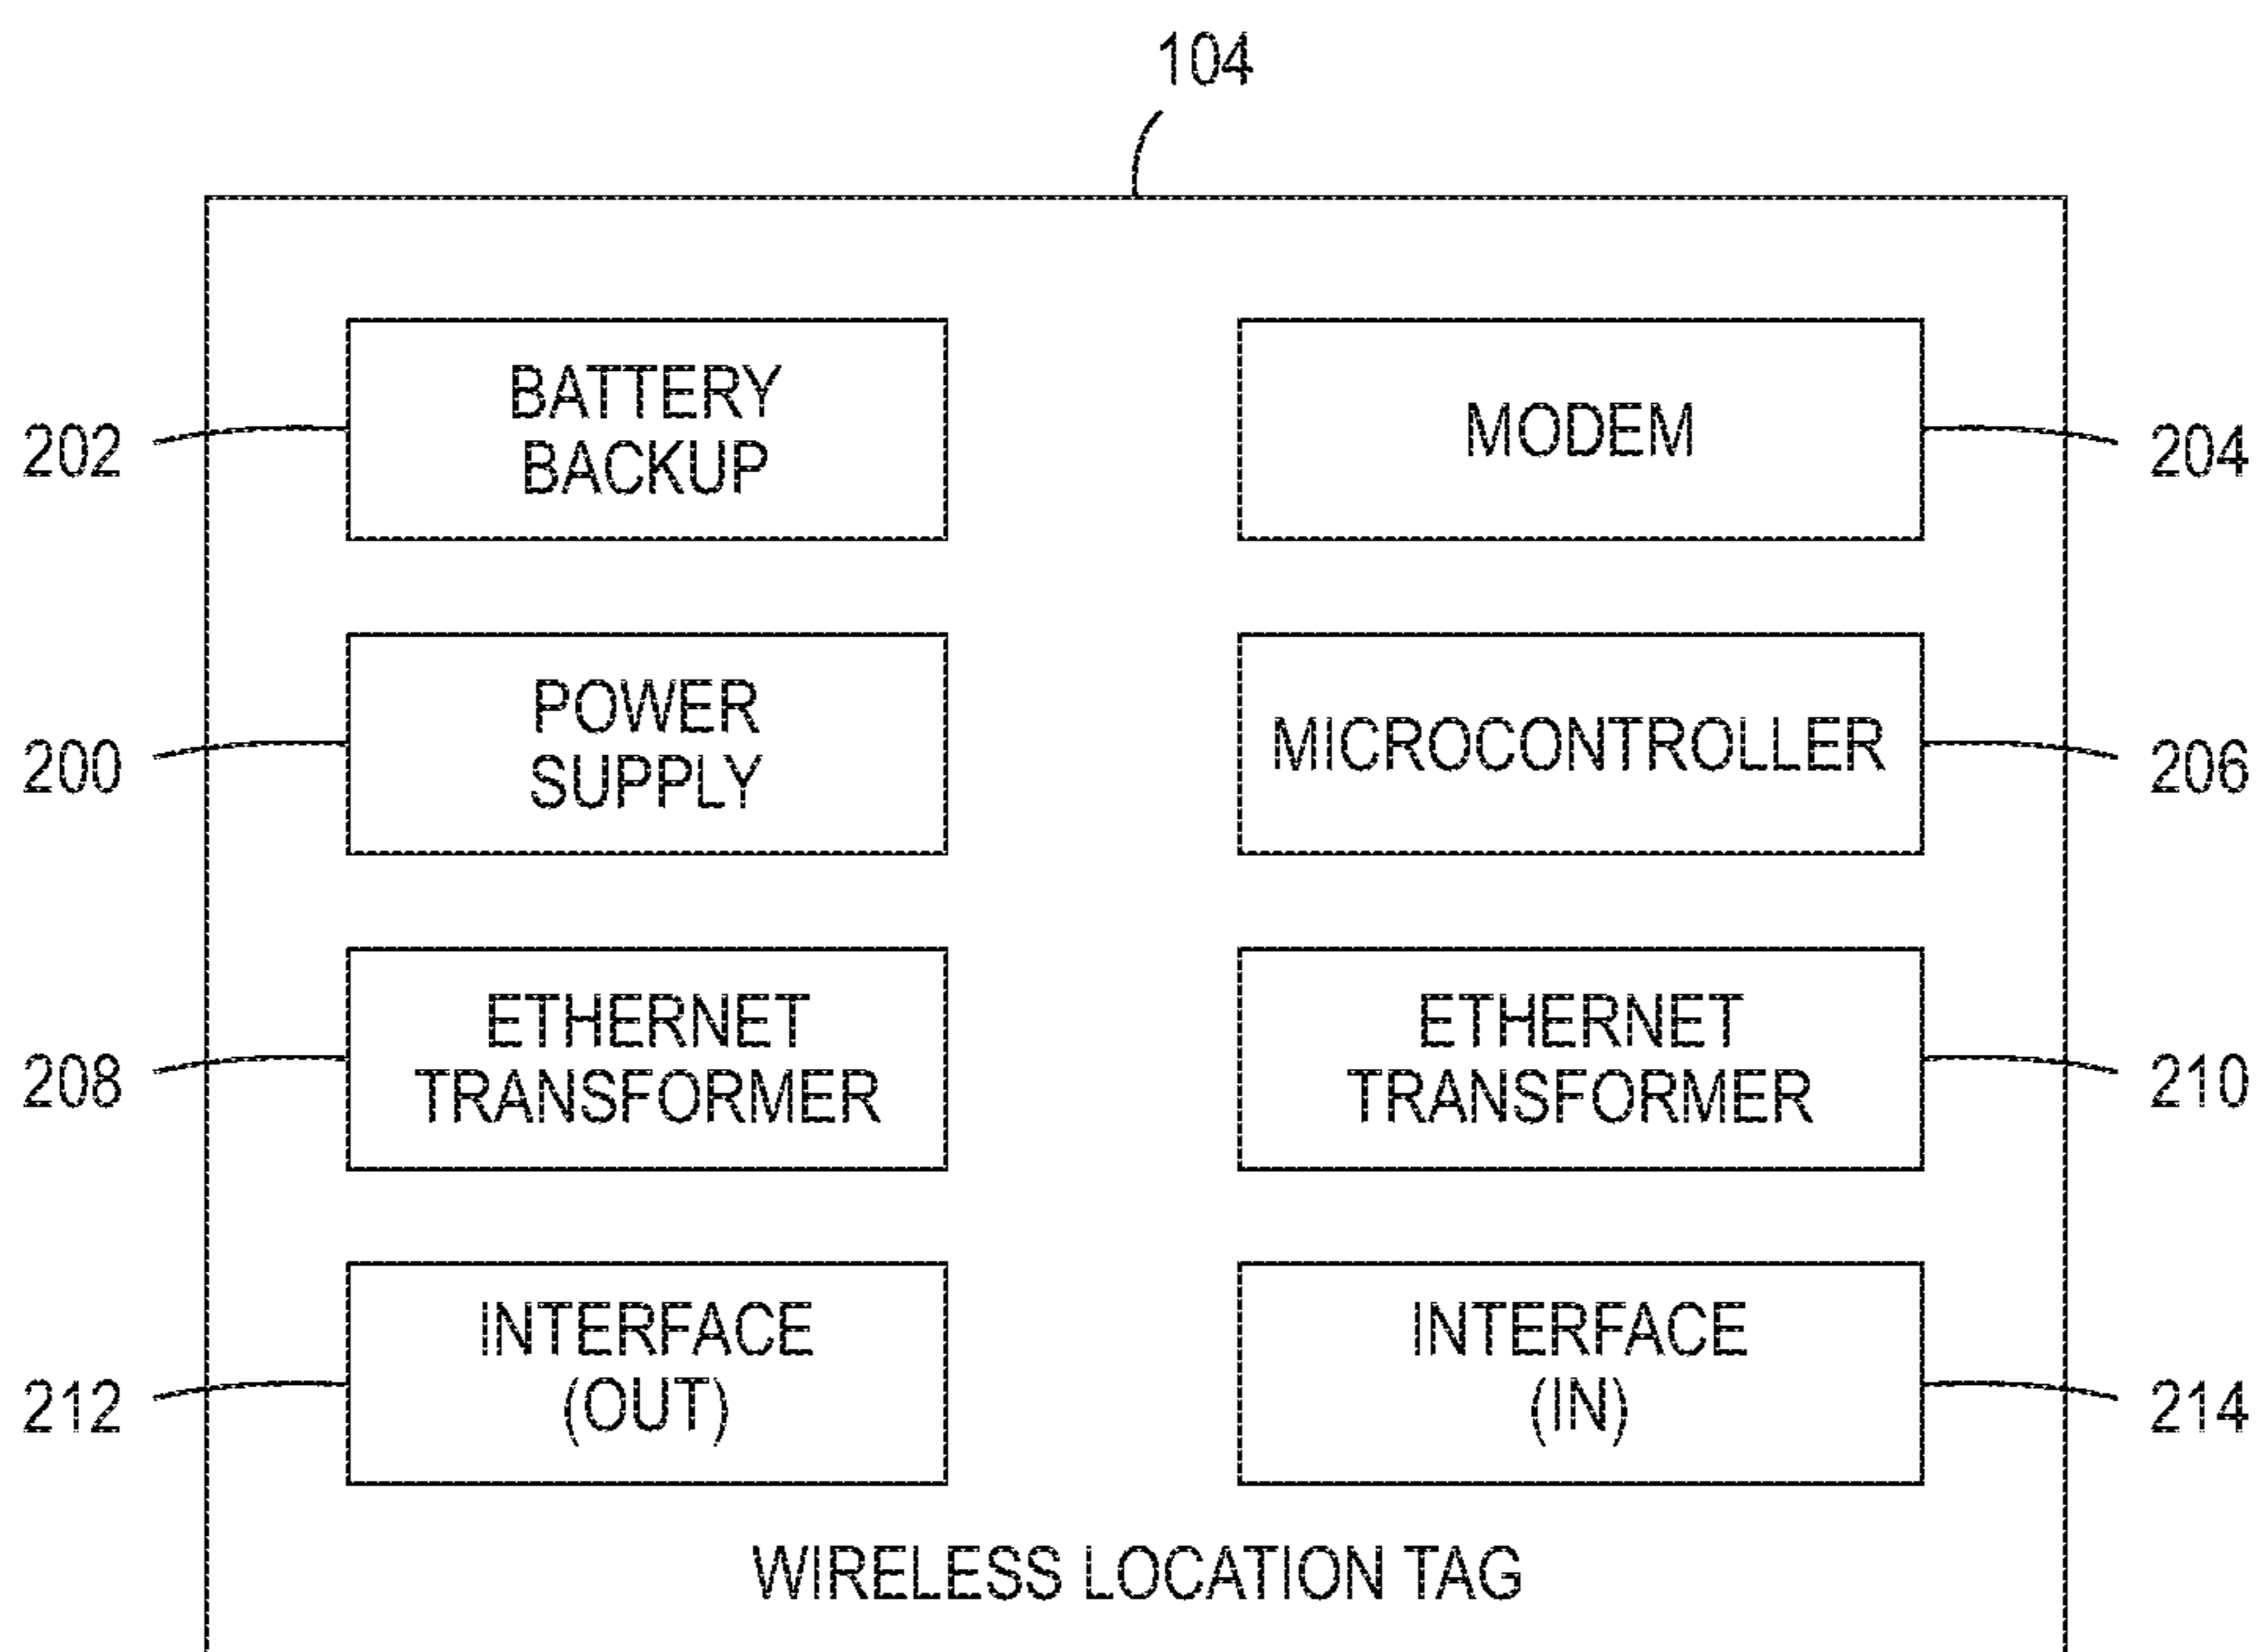 104
BATTERY
BACKUP
MODEM
202
204
POWER
SUPPLY
MICROCONTROLLER
200
206
ETHERNET
TRANSFORMER
ETHERNET
TRANSFORMER
208
210
INTERFACE
(OUT)
INTERFACE
(IN)
212
214
WIRELESS LOCATION TAG